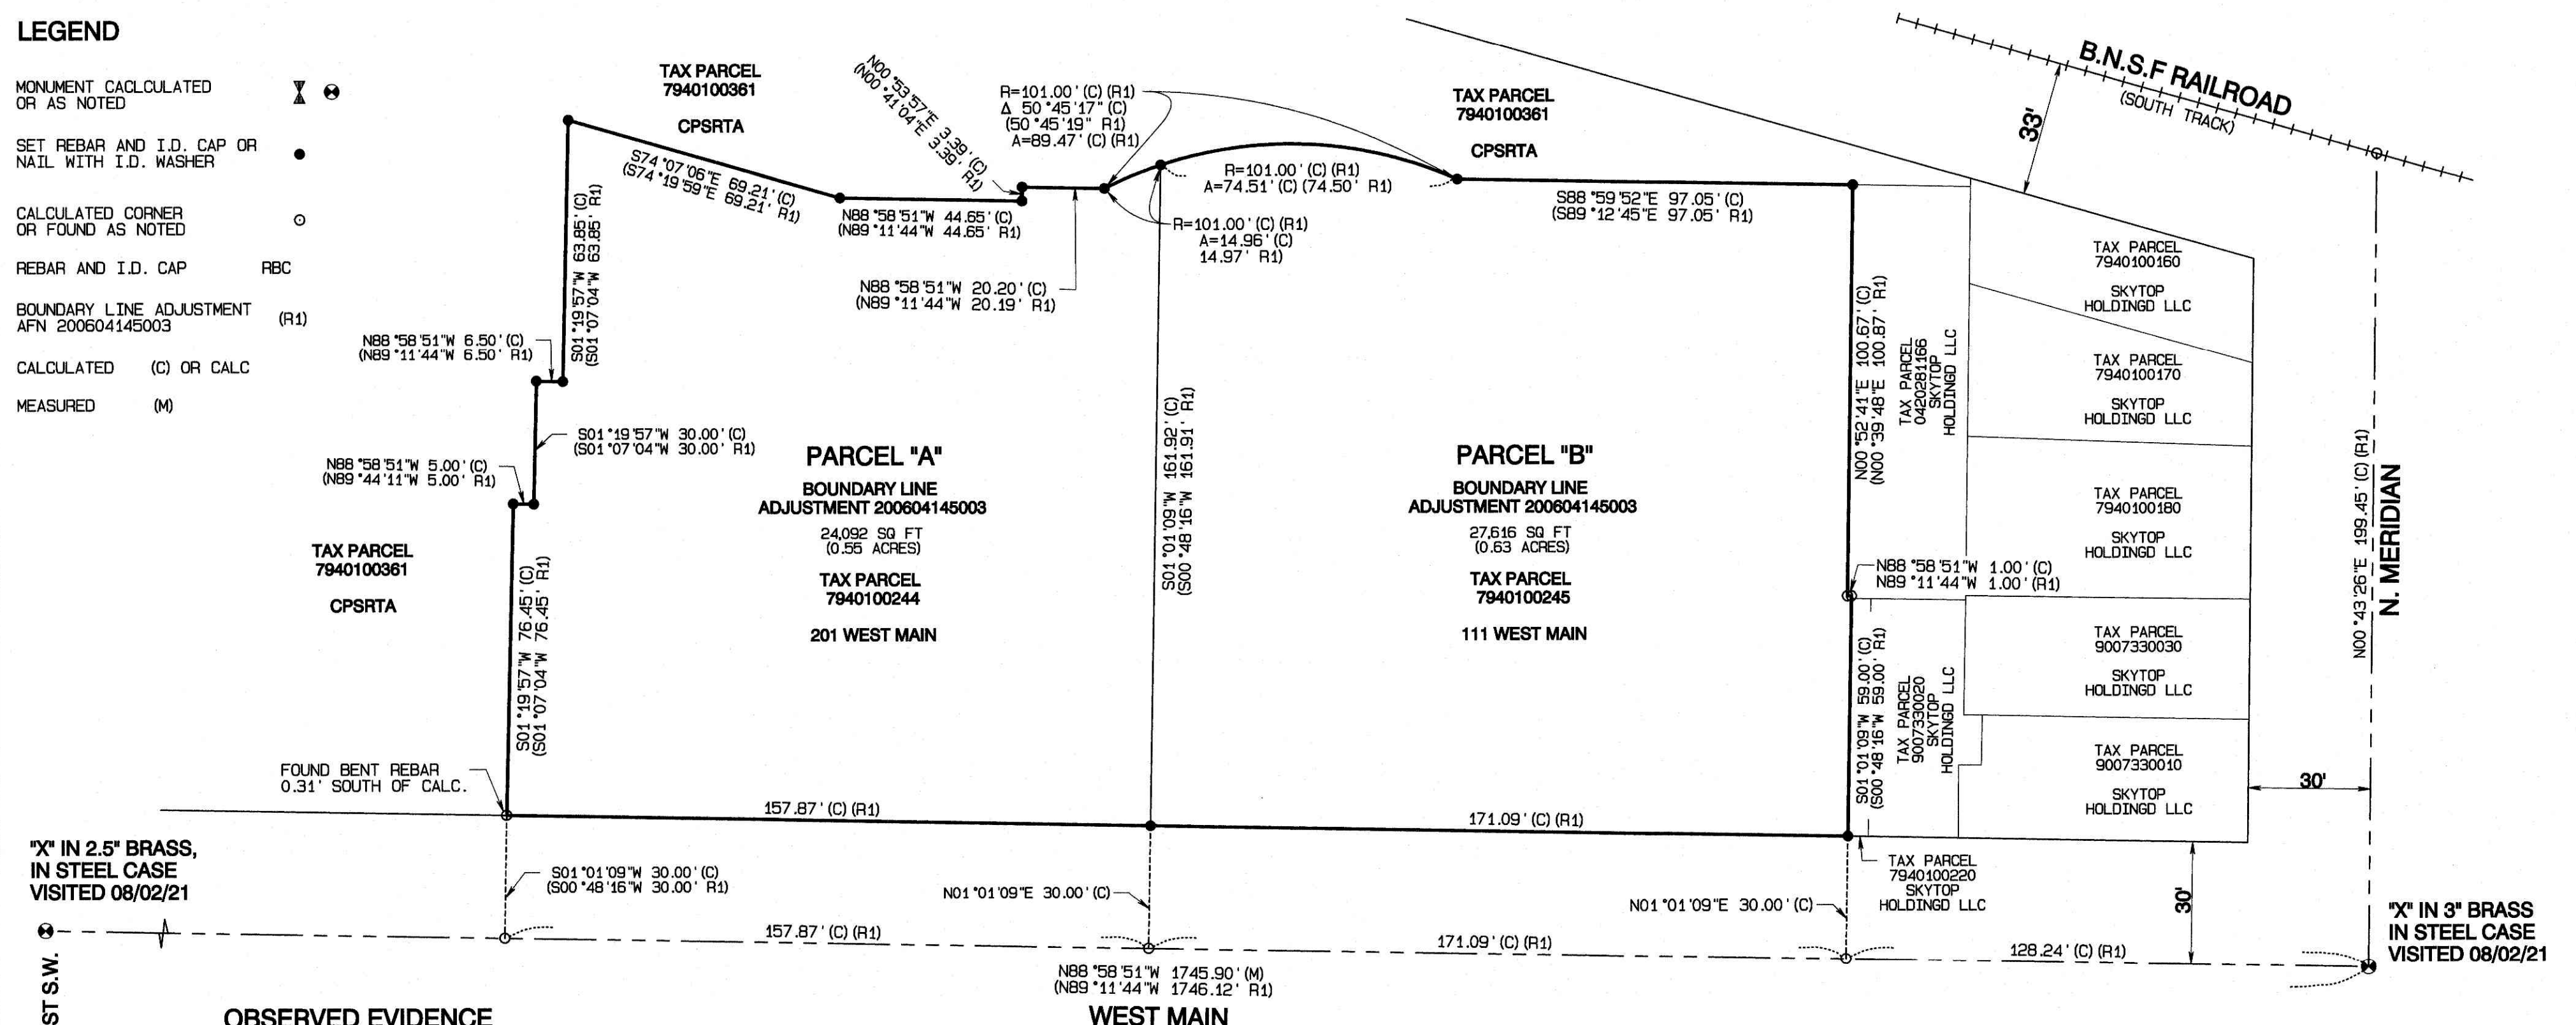 LEGEND
MONUMENT CACLCULATED
OR AS NOTED
SET REBAR AND I.D. CAP OR
NAIL WITH I.D. WASHER
CALCULATED CORNER
OR FOUND AS NOTED
REBAR AND I.D. CAP RBC
BOUNDARY LINE ADJUSTMENT
AFN 200604145003 (R1)
CALCULATED (C) OR CALC
MEASURED (M)
TAX PARCEL
7940100361
CPSRTA
S74°07'06"E 69.21'(C)
(S74°19'59"E 69.21' R1)
N00°53'57"E 3.39'(C)
(N00°41'04"E 3.39' R1)
R=101.00'(C)(R1)
Δ 50°45'17"(C)
(50°45'19" R1)
A=89.47'(C)(R1)
TAX PARCEL
7940100361
CPSRTA
B.N.S.F RAILROAD
(SOUTH TRACK)
33'
N88°58'51"W 44.65'(C)
(N89°11'44"W 44.65' R1)
R=101.00'(C)(R1)
A=74.51'(C)(74.50' R1)
S88°59'52"E 97.05'(C)
(S89°12'45"E 97.05' R1)
R=101.00'(C)(R1)
A=14.96'(C)
14.97' R1)
N88°58'51"W 20.20'(C)
(N89°11'44"W 20.19' R1)
S01°19'57"W 63.85'(C)
(S01°07'04"W 63.85' R1)
N88°58'51"W 6.50'(C)
(N89°11'44"W 6.50' R1)
S01°19'57"W 30.00'(C)
(S01°07'04"W 30.00' R1)
N88°58'51"W 5.00'(C)
(N89°44'11"W 5.00' R1)
S01°19'57"W 76.45'(C)
(S01°07'04"W 76.45' R1)
TAX PARCEL
7940100361
CPSRTA
PARCEL "A"
BOUNDARY LINE
ADJUSTMENT 200604145003
24,092 SQ FT
(0.55 ACRES)
TAX PARCEL
7940100244
201 WEST MAIN
S01°01'09"W 161.92'(C)
(S00°48'16"W 161.91' R1)
PARCEL "B"
BOUNDARY LINE
ADJUSTMENT 200604145003
27,616 SQ FT
(0.63 ACRES)
TAX PARCEL
7940100245
111 WEST MAIN
N00°52'41"E 100.67'(C)
(N00°39'48"E 100.87' R1)
TAX PARCEL
0420281166
SKYTOP
HOLDINGD LLC
TAX PARCEL
7940100160
SKYTOP
HOLDINGD LLC
TAX PARCEL
7940100170
SKYTOP
HOLDINGD LLC
TAX PARCEL
7940100180
SKYTOP
HOLDINGD LLC
N88°58'51"W 1.00'(C)
N89°11'44"W 1.00'(R1)
S01°01'09"W 59.00'(C)
(S00°48'16"W 59.00' R1)
TAX PARCEL
9007330020
SKYTOP
HOLDINGD LLC
TAX PARCEL
9007330030
SKYTOP
HOLDINGD LLC
TAX PARCEL
9007330010
SKYTOP
HOLDINGD LLC
N00°43'26"E 199.45'(C)(R1)
N. MERIDIAN
30'
FOUND BENT REBAR
0.31' SOUTH OF CALC.
157.87'(C)(R1)
171.09'(C)(R1)
"X" IN 2.5" BRASS,
IN STEEL CASE
VISITED 08/02/21
S01°01'09"W 30.00'(C)
(S00°48'16"W 30.00' R1)
N01°01'09"E 30.00'(C)
N01°01'09"E 30.00'(C)
TAX PARCEL
7940100220
SKYTOP
HOLDINGD LLC
30'
"X" IN 3" BRASS
IN STEEL CASE
VISITED 08/02/21
157.87'(C)(R1)
171.09'(C)(R1)
128.24'(C)(R1)
N88°58'51"W 1745.90'(M)
(N89°11'44"W 1746.12' R1)
WEST MAIN
ST S.W.
OBSERVED EVIDENCE